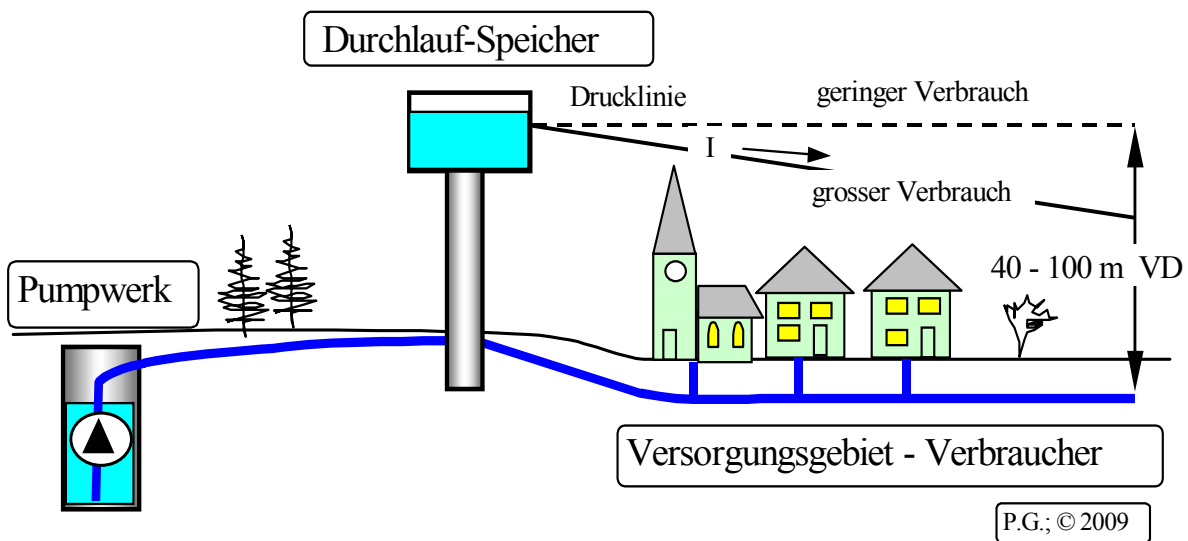 Durchlauf-Speicher
Drucklinie
geringer Verbrauch
I
grosser Verbrauch
40 - 100 m VD
Pumpwerk
Versorgungsgebiet - Verbraucher
P.G.; © 2009